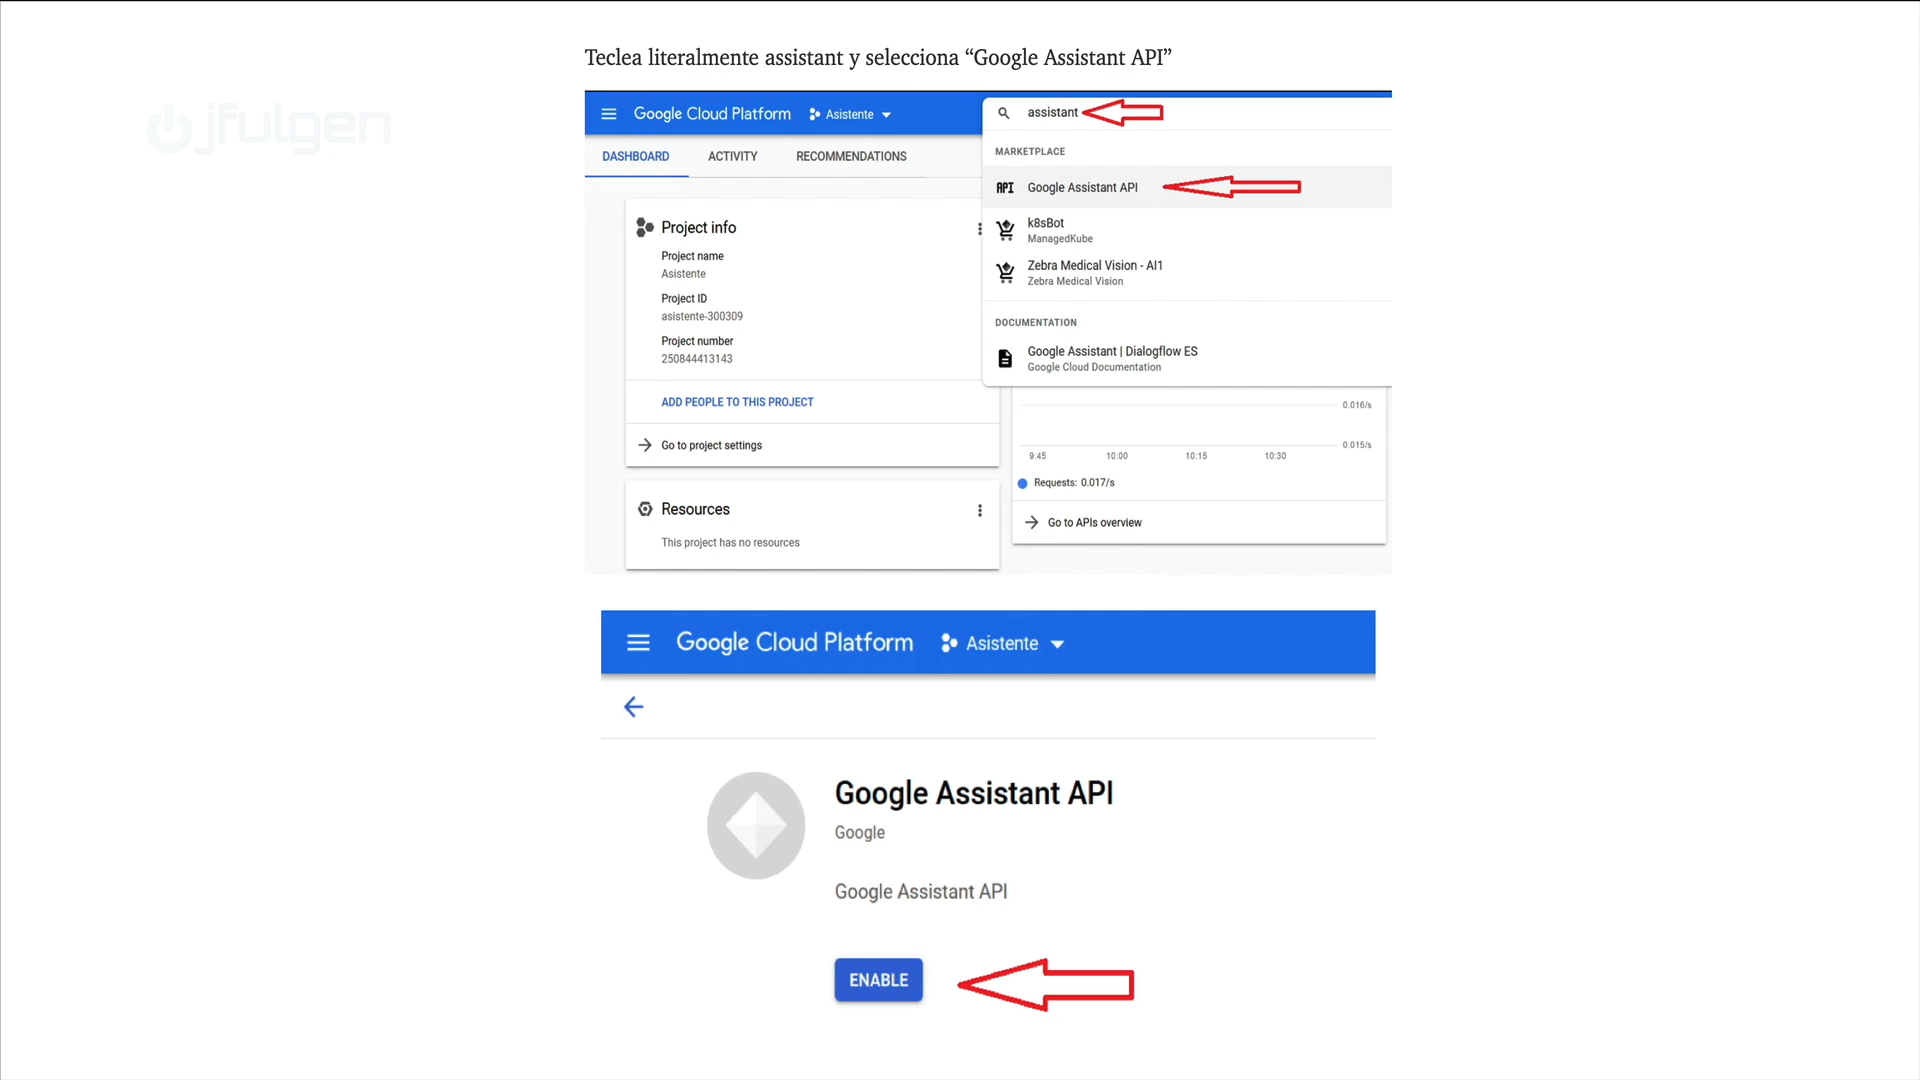 Teclea literalmente assistant y selecciona “Google Assistant API”
jfulgen
Google Cloud Platform Asistente
assistant
DASHBOARD ACTIVITY RECOMMENDATIONS
MARKETPLACE
API Google Assistant API
k8sBot
ManagedKube
Zebra Medical Vision - AI1
Zebra Medical Vision
DOCUMENTATION
Google Assistant | Dialogflow ES
Google Cloud Documentation
Project info
Project name
Asistente
Project ID
asistente-300309
Project number
250844413143
ADD PEOPLE TO THIS PROJECT
Go to project settings
0.016/s
0.015/s
9:45 10:00 10:15 10:30
Requests: 0.017/s
Go to APIs overview
Resources
This project has no resources
Google Cloud Platform Asistente
Google Assistant API
Google
Google Assistant API
ENABLE